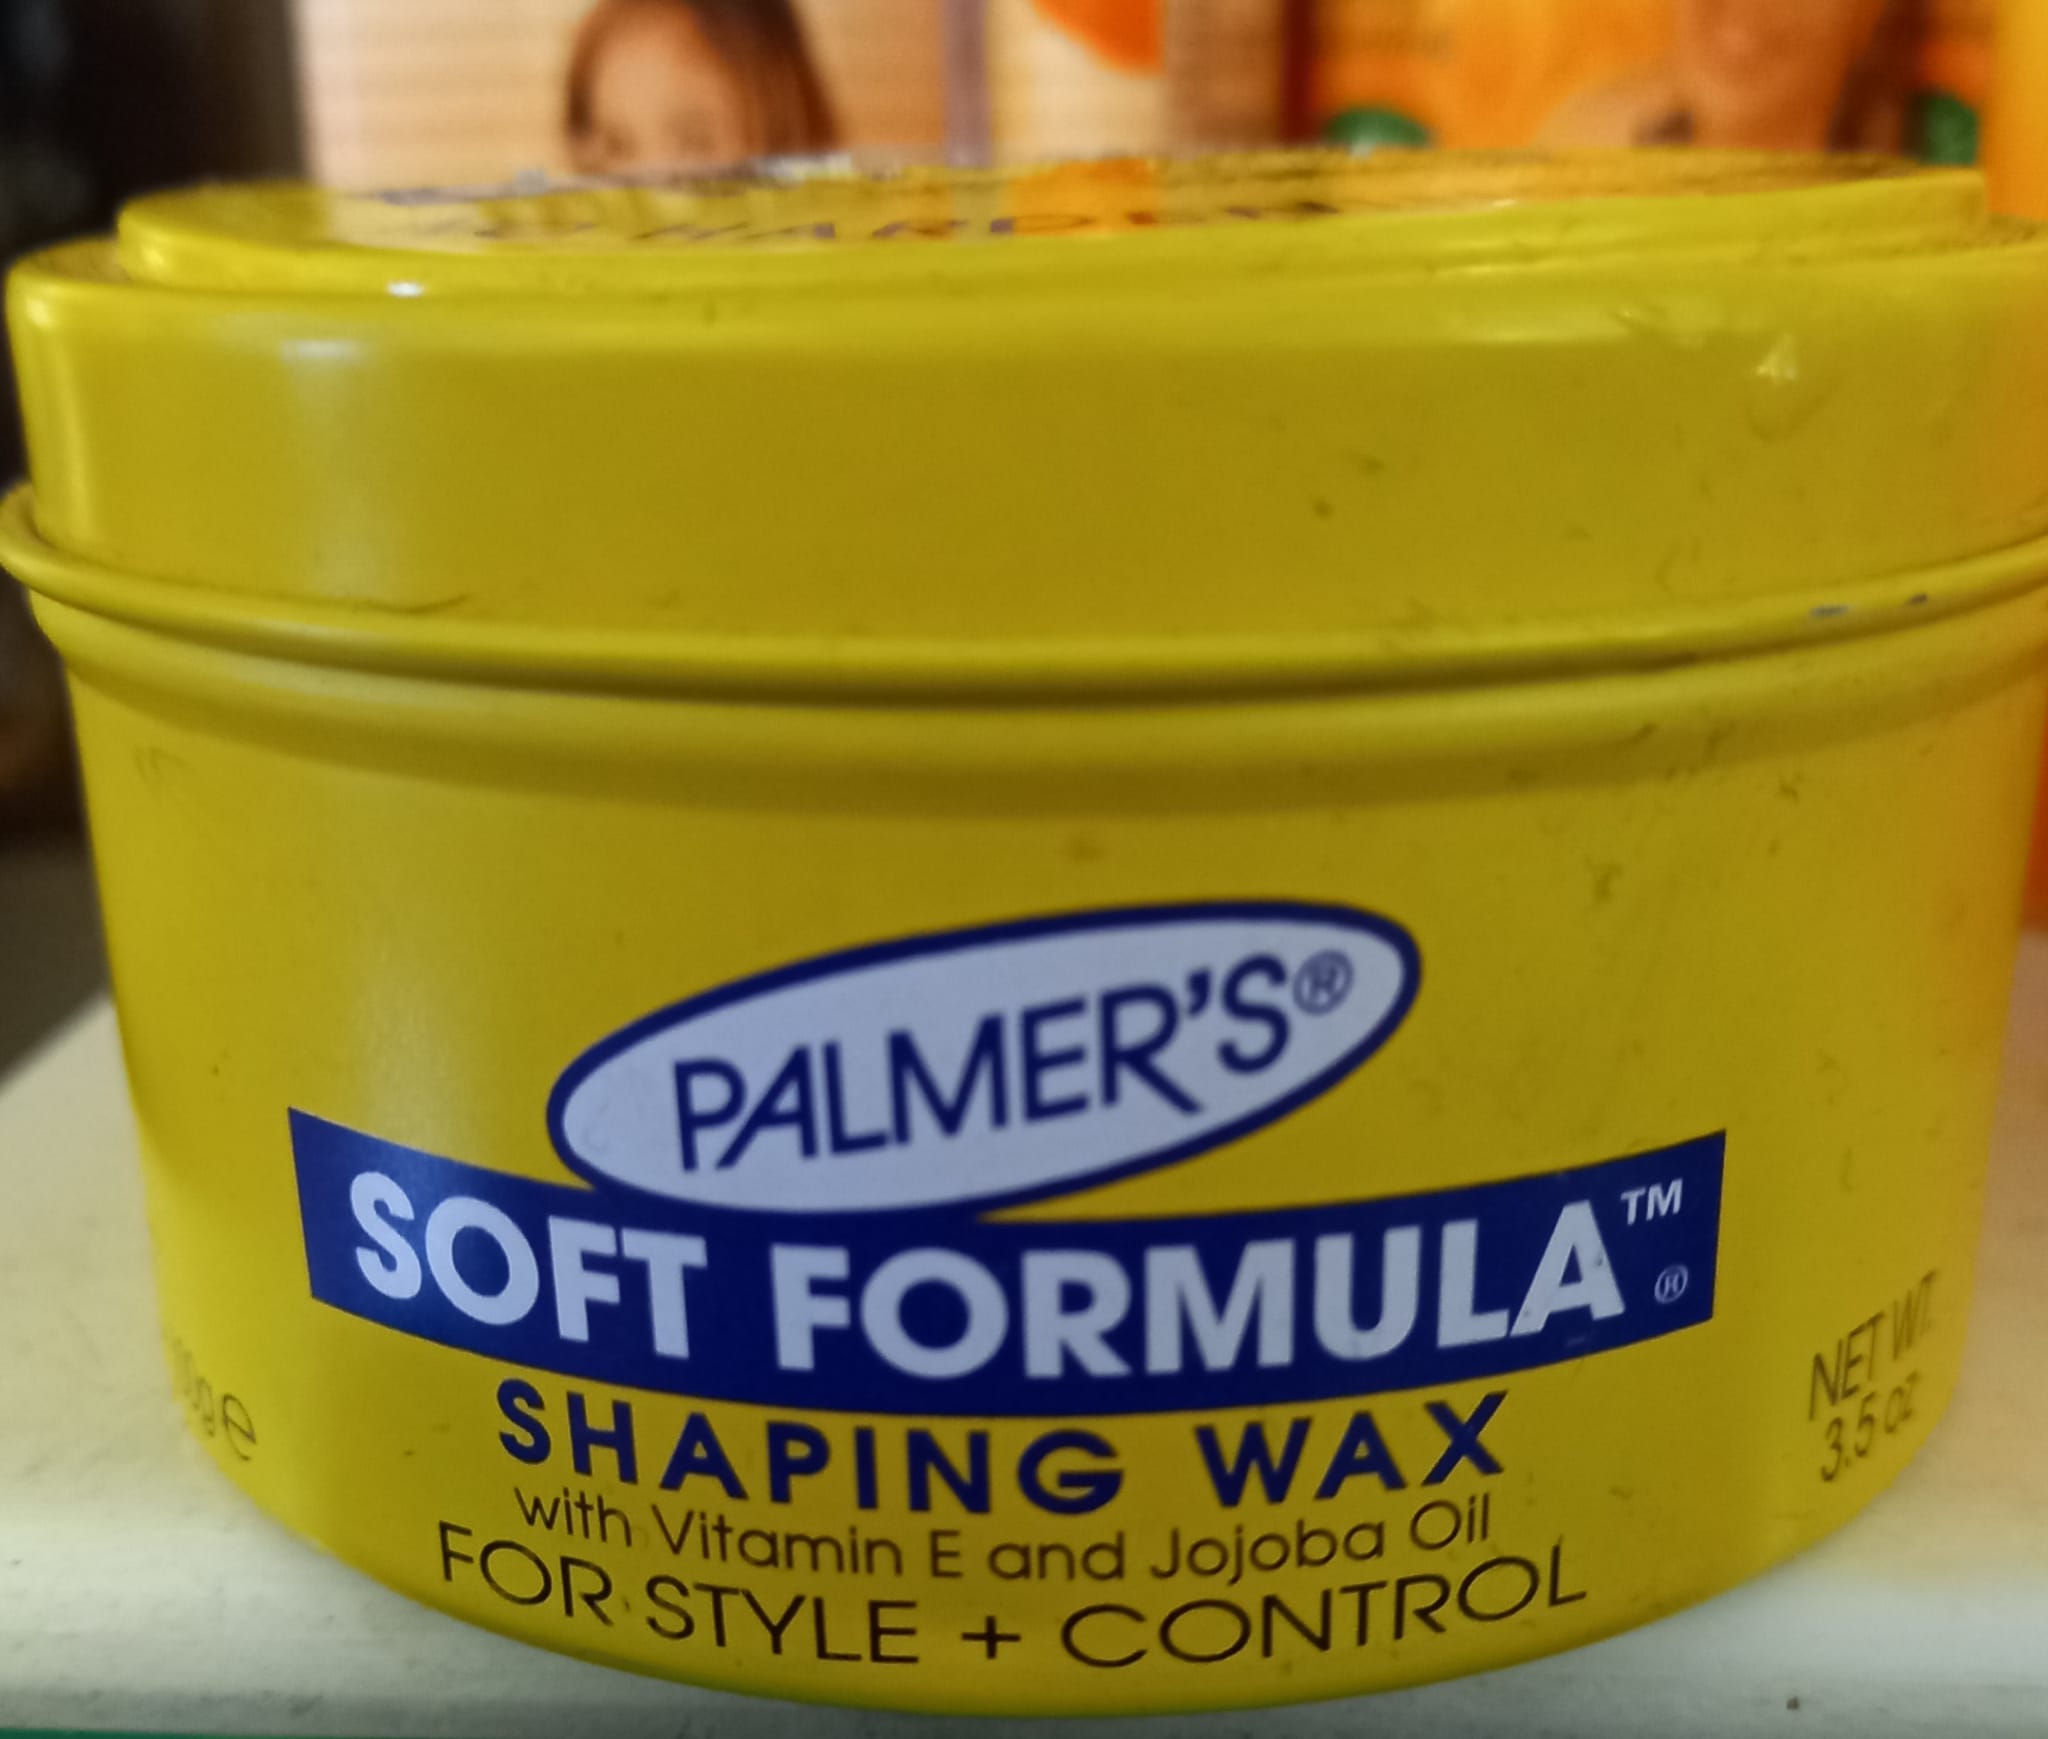 PALMER'S®
SOFT FORMULA™
®
SHAPING WAX
with Vitamin E and Jojoba Oil
FOR STYLE + CONTROL
NET WT.
3.5 oz